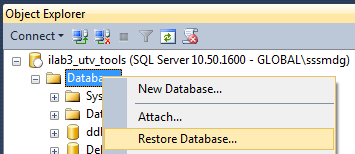 Object Explorer
Connect
ilab3_utv_tools (SQL Server 10.50.1600 - GLOBAL\sssmdg)
Databases
New Database...
Sys
Attach...
Dat
ddl
Restore Database...
Del